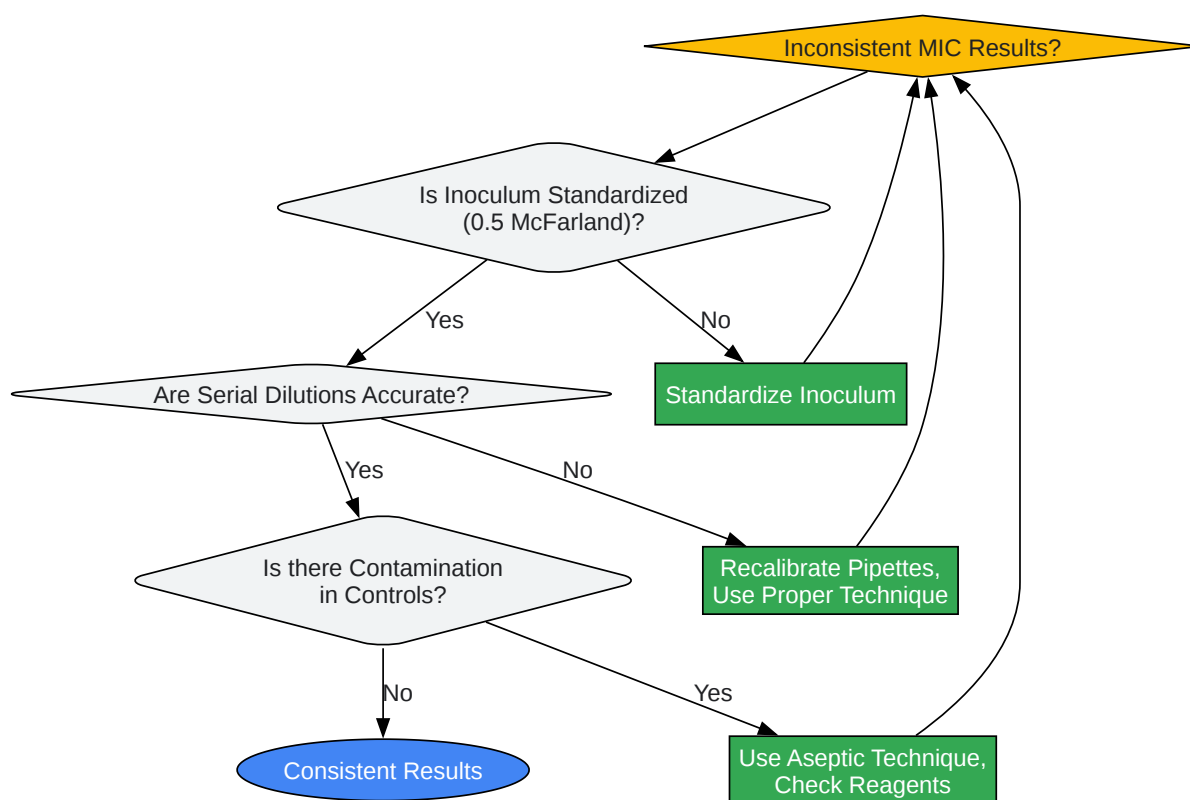 Inconsistent MIC Results?
Is Inoculum Standardized
(0.5 McFarland)?
Yes
No
Are Serial Dilutions Accurate?
Standardize Inoculum
Yes
No
Is there Contamination
in Controls?
Recalibrate Pipettes,
Use Proper Technique
No
Yes
Consistent Results
Use Aseptic Technique,
Check Reagents